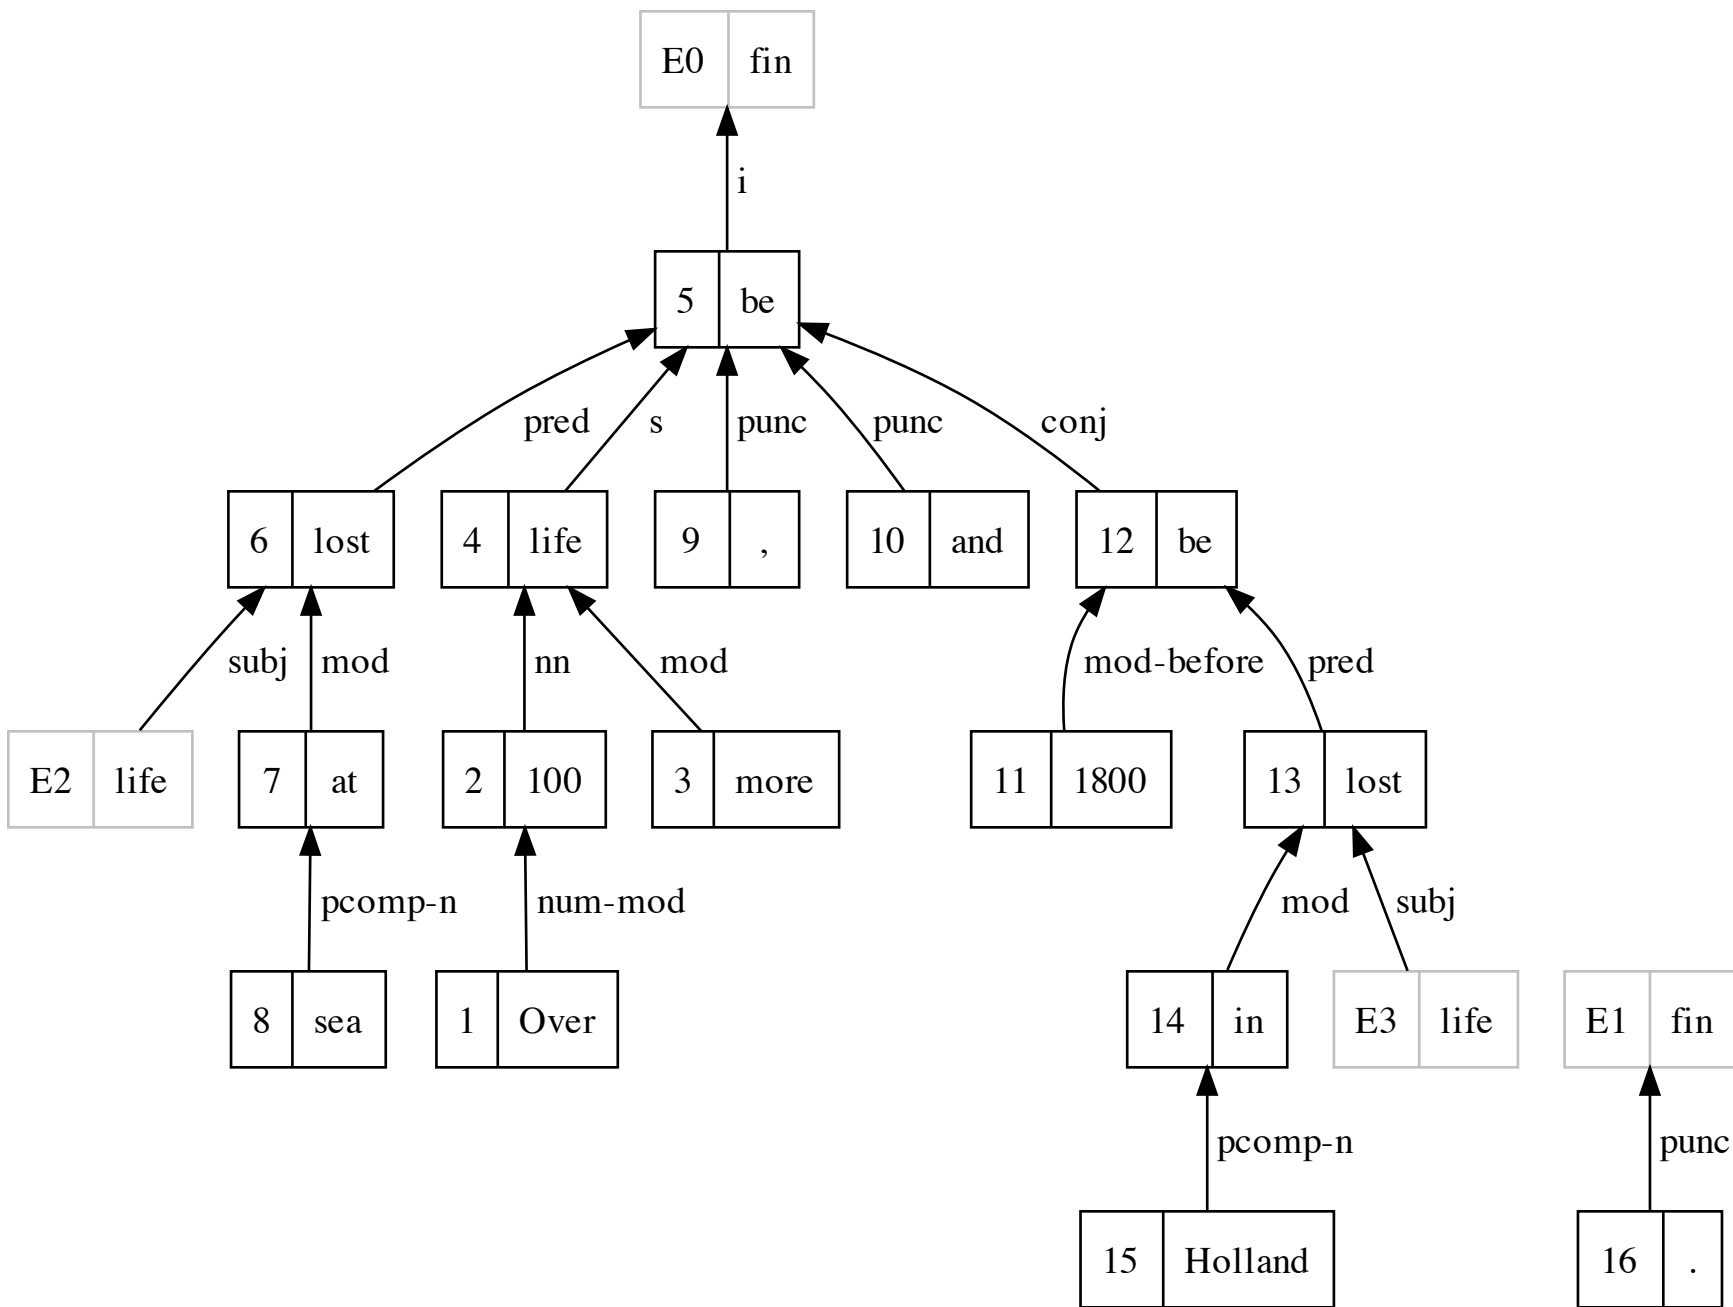 E0 fin
i
5 be
pred s punc punc conj
6 lost 4 life 9 , 10 and 12 be
subj mod nn mod mod-before pred
E2 life 7 at 2 100 3 more 11 1800 13 lost
pcomp-n num-mod mod subj
8 sea 1 Over 14 in E3 life E1 fin
pcomp-n punc
15 Holland 16 .